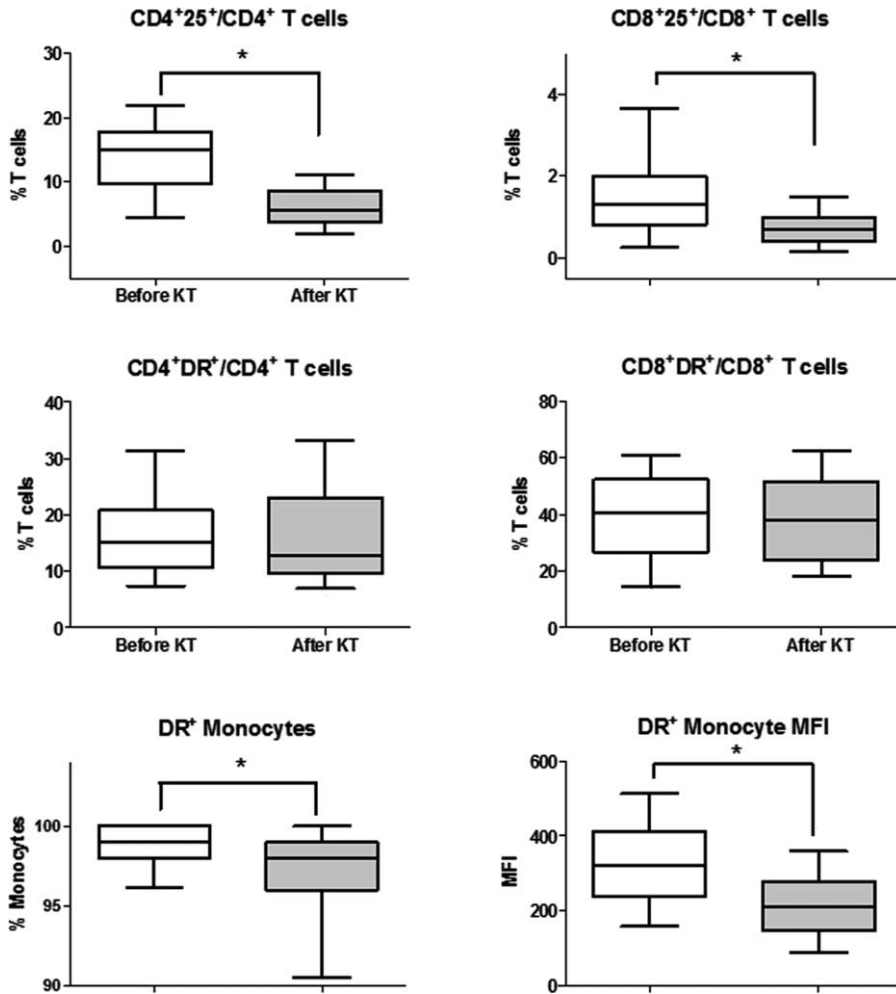 CD4⁺25⁺/CD4⁺ T cells
% T cells
30
20
10
0
*
Before KT
After KT
CD8⁺25⁺/CD8⁺ T cells
% T cells
4
2
0
*
CD4⁺DR⁺/CD4⁺ T cells
% T cells
40
30
20
10
0
Before KT
After KT
CD8⁺DR⁺/CD8⁺ T cells
% T cells
80
60
40
20
0
Before KT
After KT
DR⁺ Monocytes
% Monocytes
100
95
90
*
DR⁺ Monocyte MFI
MFI
600
400
200
0
*